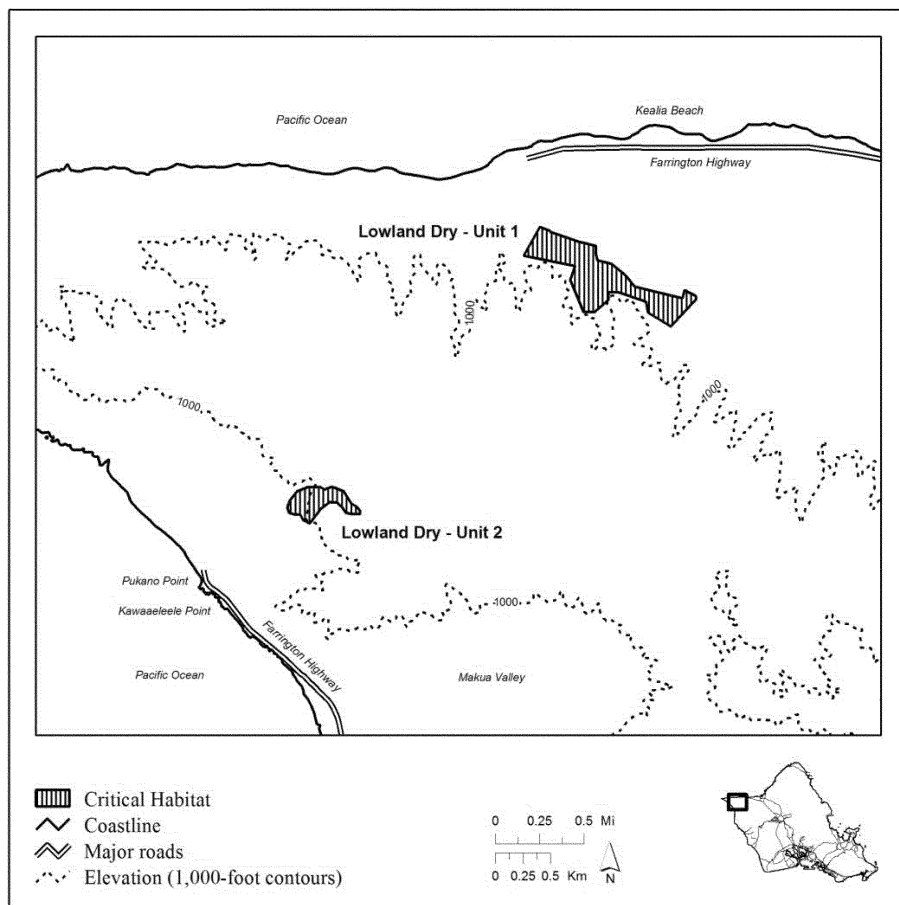 Kealia Beach
Pacific Ocean
Farrington Highway
Lowland Dry - Unit 1
1000
1000
1000
Lowland Dry - Unit 2
Pukano Point
1000
Kawaaeleele Point
Farrington Highway
Pacific Ocean
Makua Valley
Critical Habitat
Coastline
Major roads
Elevation (1,000-foot contours)
0 0.25 0.5 Mi
0 0.25 0.5 Km
N